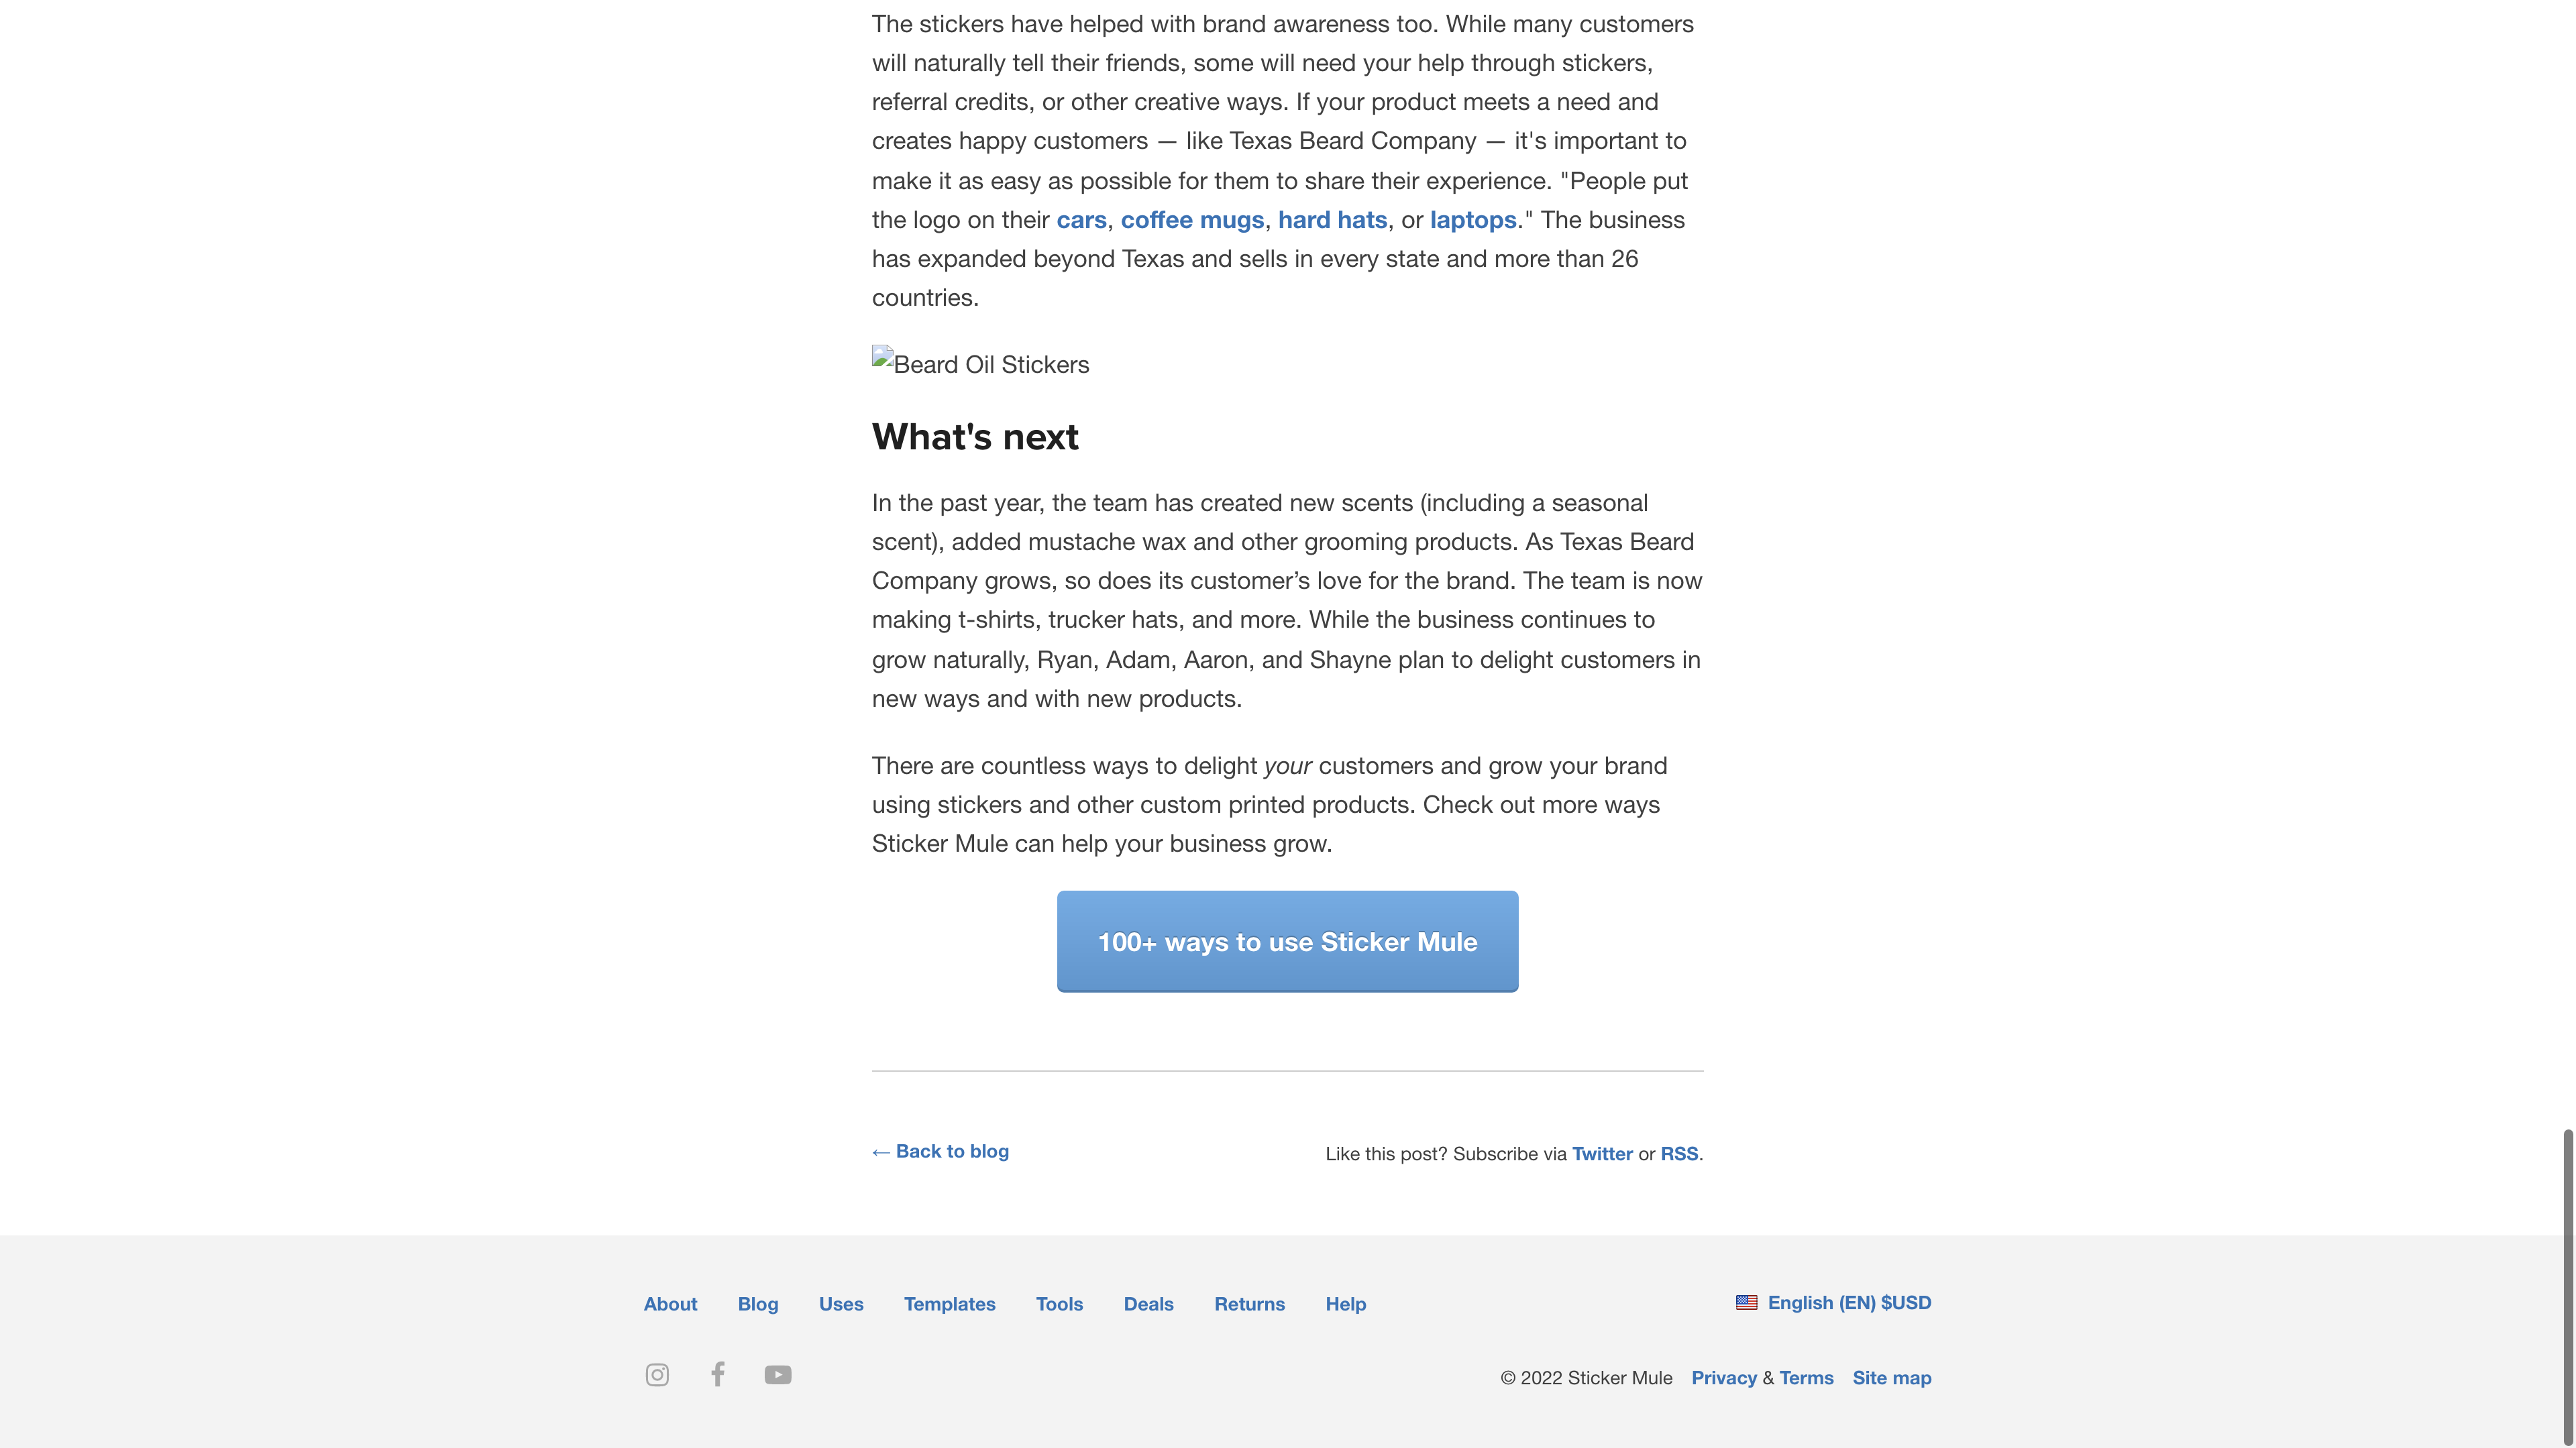 The stickers have helped with brand awareness too. While many customers
will naturally tell their friends, some will need your help through stickers,
referral credits, or other creative ways. If your product meets a need and
creates happy customers — like Texas Beard Company — it's important to
make it as easy as possible for them to share their experience. "People put
the logo on their cars, coffee mugs, hard hats, or laptops." The business
has expanded beyond Texas and sells in every state and more than 26
countries.
Beard Oil Stickers
What's next
In the past year, the team has created new scents (including a seasonal
scent), added mustache wax and other grooming products. As Texas Beard
Company grows, so does its customer’s love for the brand. The team is now
making t-shirts, trucker hats, and more. While the business continues to
grow naturally, Ryan, Adam, Aaron, and Shayne plan to delight customers in
new ways and with new products.
There are countless ways to delight your customers and grow your brand
using stickers and other custom printed products. Check out more ways
Sticker Mule can help your business grow.
100+ ways to use Sticker Mule
← Back to blog
Like this post? Subscribe via Twitter or RSS.
About Blog Uses Templates Tools Deals Returns Help
English (EN) $USD
© 2022 Sticker Mule Privacy & Terms Site map